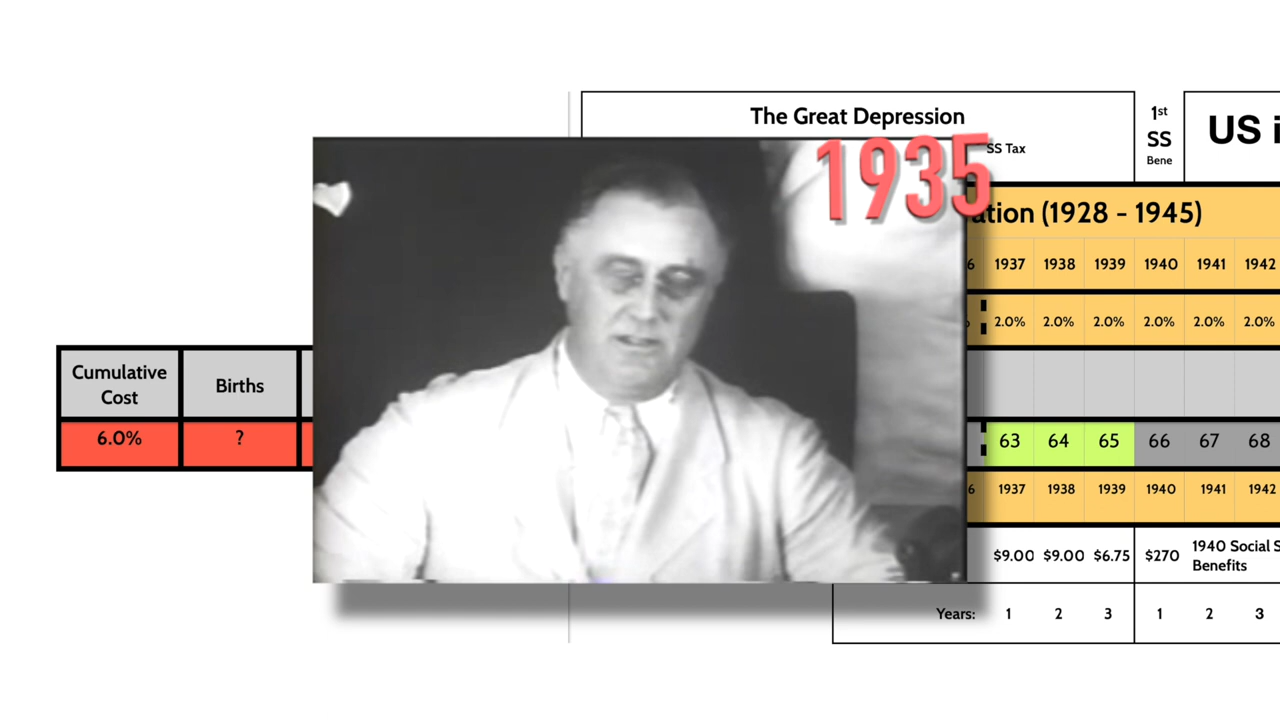 The Great Depression
1st
SS
Bene
US i
SS Tax
1935
ation (1928 - 1945)
6 1937 1938 1939 1940 1941 1942
2.0% 2.0% 2.0% 2.0% 2.0% 2.0%
Cumulative
Cost
Births
6.0% ?
63 64 65 66 67 68
6 1937 1938 1939 1940 1941 1942
$9.00 $9.00 $6.75 $270
1940 Social S
Benefits
Years: 1 2 3 1 2 3